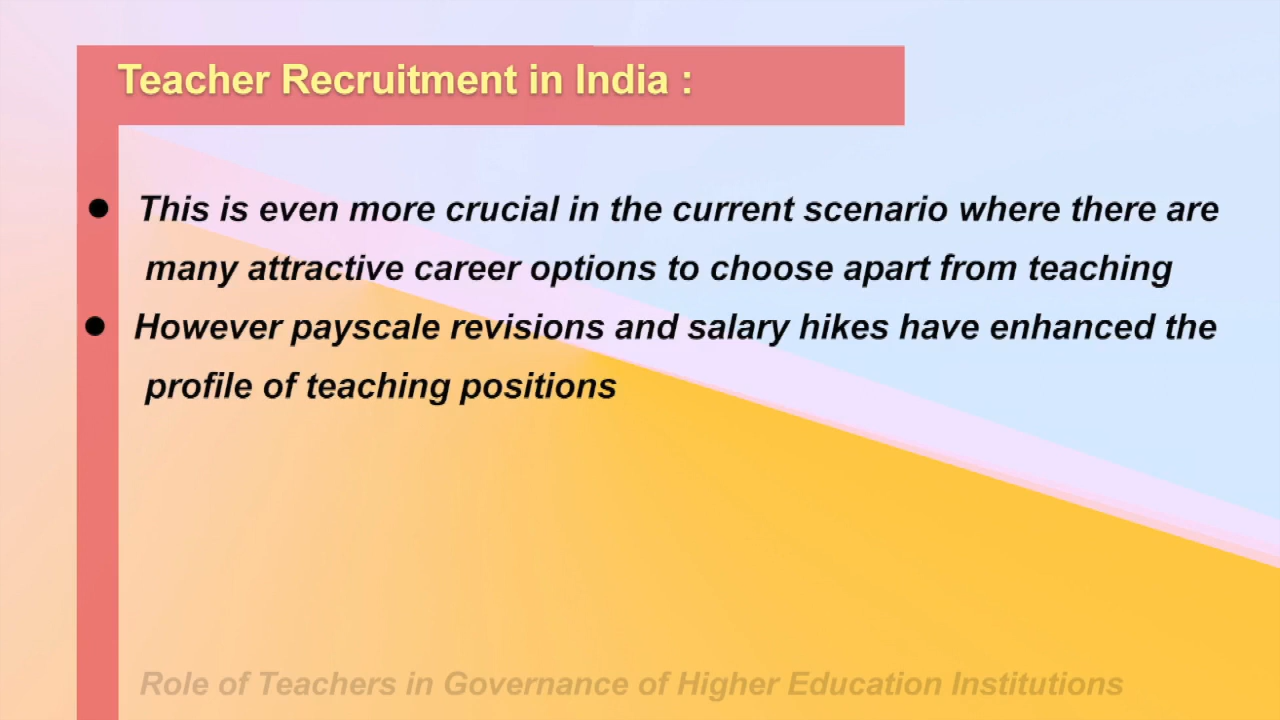 Teacher Recruitment in India :
● This is even more crucial in the current scenario where there are
many attractive career options to choose apart from teaching
● However payscale revisions and salary hikes have enhanced the
profile of teaching positions
Role of Teachers in Governance of Higher Education Institutions